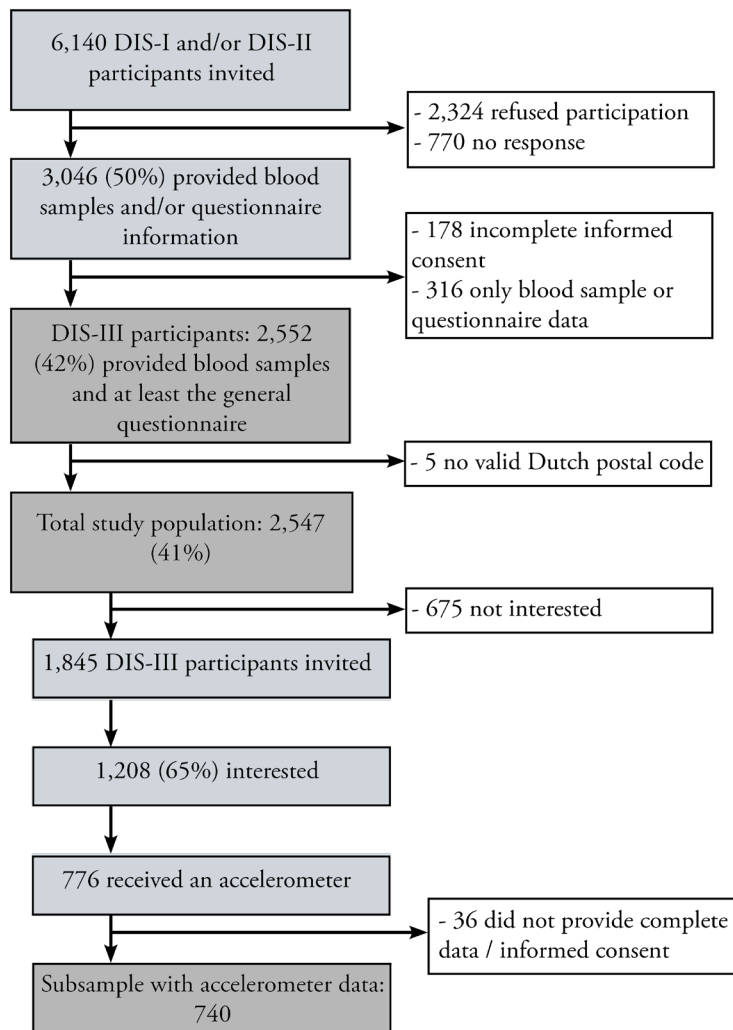 6,140 DIS-I and/or DIS-II
participants invited
- 2,324 refused participation
- 770 no response
3,046 (50%) provided blood
samples and/or questionnaire
information
- 178 incomplete informed
consent
- 316 only blood sample or
questionnaire data
DIS-III participants: 2,552
(42%) provided blood samples
and at least the general
questionnaire
- 5 no valid Dutch postal code
Total study population: 2,547
(41%)
- 675 not interested
1,845 DIS-III participants invited
1,208 (65%) interested
776 received an accelerometer
- 36 did not provide complete
data / informed consent
Subsample with accelerometer data:
740